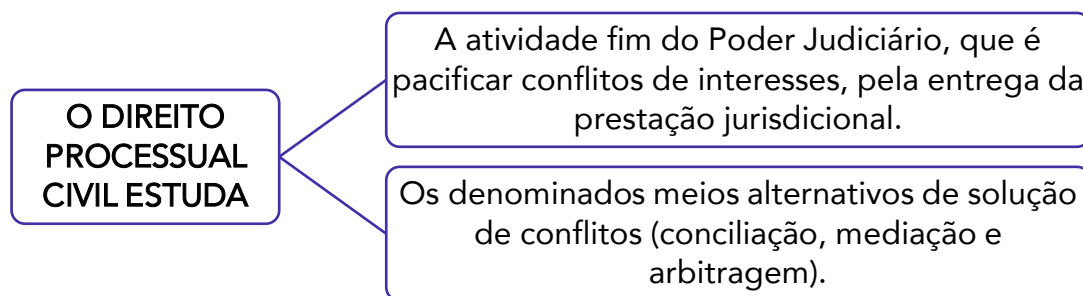 O DIREITO
PROCESSUAL
CIVIL ESTUDA
A atividade fim do Poder Judiciário, que é
pacificar conflitos de interesses, pela entrega da
prestação jurisdicional.
Os denominados meios alternativos de solução
de conflitos (conciliação, mediação e
arbitragem).